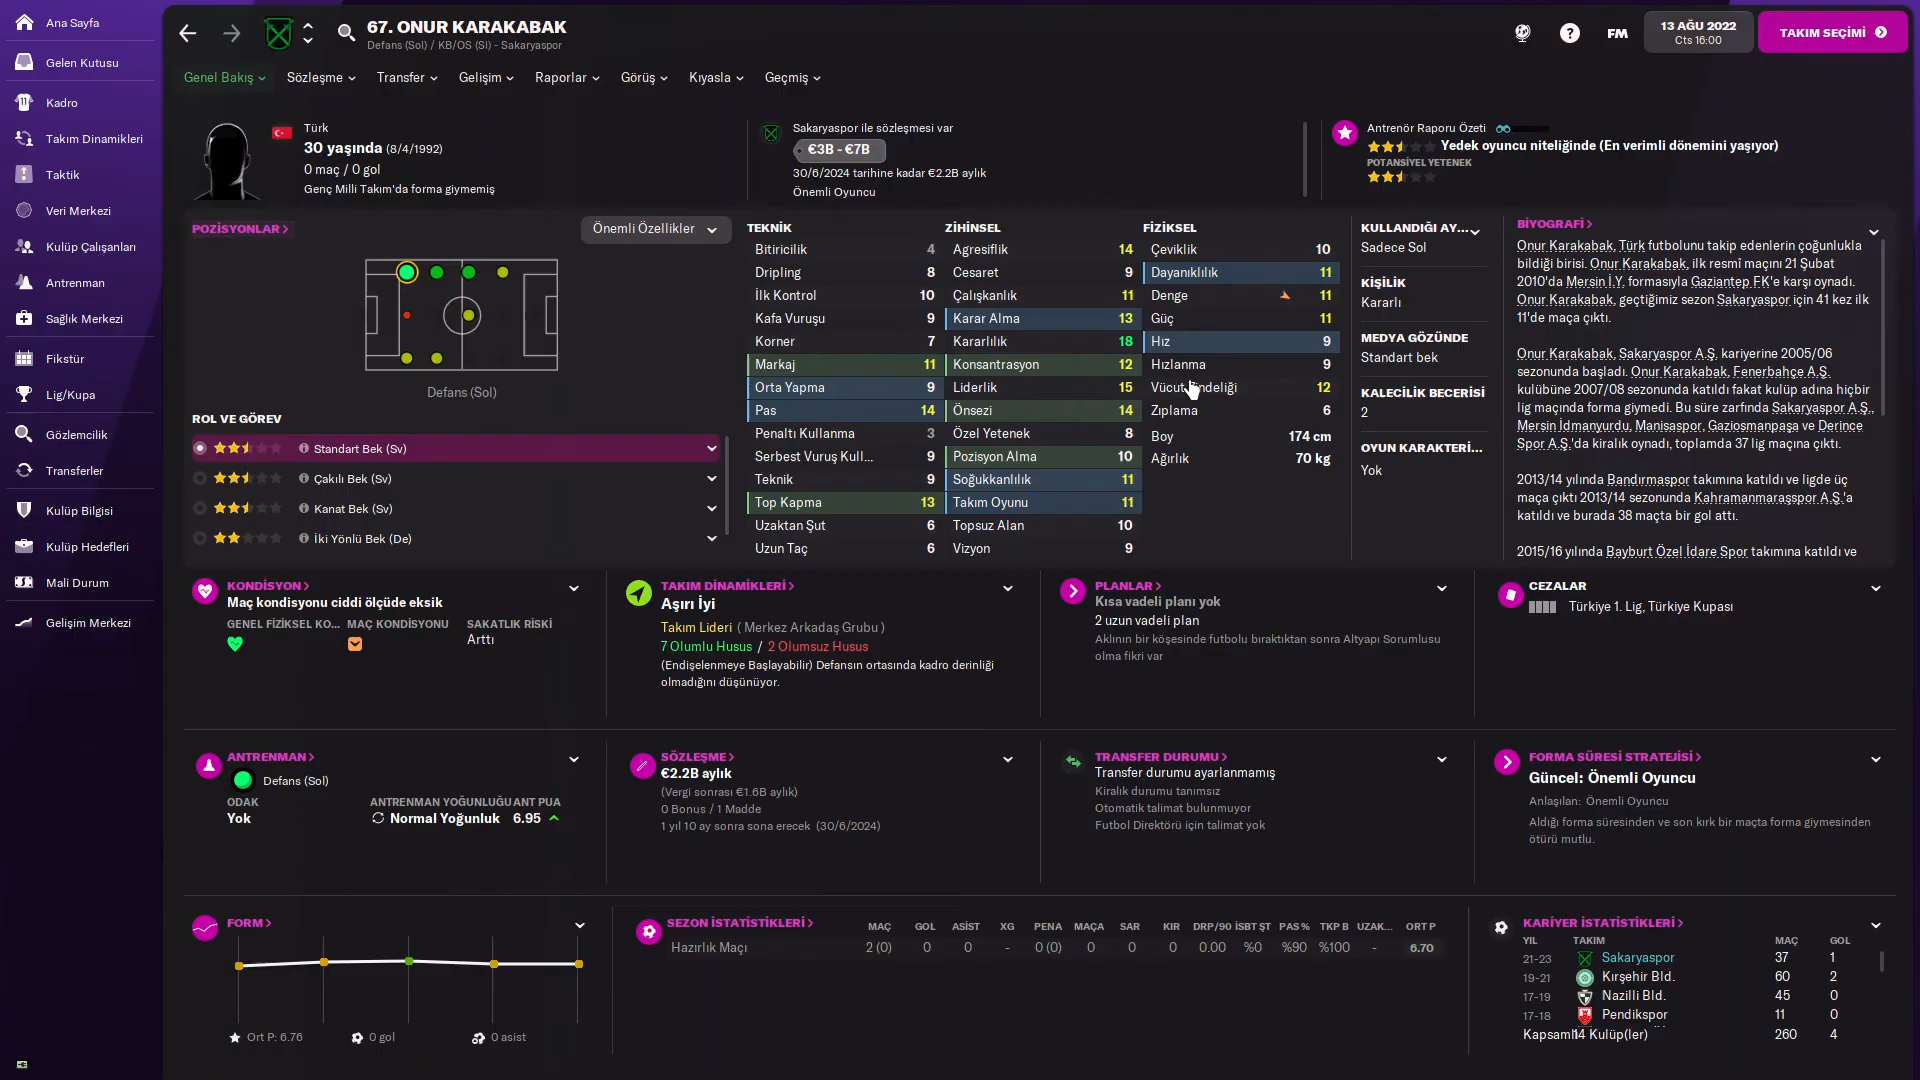 Ana Sayfa
Gelen Kutusu
Kadro
Takım Dinamikleri
Taktik
Veri Merkezi
Kulüp Çalışanları
Antrenman
Sağlık Merkezi
Fikstür
Lig/Kupa
Gözlemcilik
Transferler
Kulüp Bilgisi
Kulüp Hedefleri
Mali Durum
Gelişim Merkezi
67. ONUR KARAKABAK
Defans (Sol) / KB/OS (Sl) - Sakaryaspor
FM
13 AĞU 2022
Cts 16:00
TAKIM SEÇİMİ
Genel Bakış Sözleşme Transfer Gelişim Raporlar Görüş Kıyasla Geçmiş
Türk
30 yaşında (8/4/1992)
0 maç / 0 gol
Genç Milli Takım'da forma giymemiş
Sakaryaspor ile sözleşmesi var
€3B - €7B
30/6/2024 tarihine kadar €2.2B aylık
Önemli Oyuncu
Antrenör Raporu Özeti
Yedek oyuncu niteliğinde (En verimli dönemini yaşıyor)
POTANSİYEL YETENEK
POZİSYONLAR
Önemli Özellikler
Defans (Sol)
ROL VE GÖREV
Standart Bek (Sv)
Çakılı Bek (Sv)
Kanat Bek (Sv)
İki Yönlü Bek (De)
TEKNİK
Bitiricilik 4
Dripling 8
İlk Kontrol 10
Kafa Vuruşu 9
Korner 7
Markaj 11
Orta Yapma 9
Pas 14
Penaltı Kullanma 3
Serbest Vuruş Kull... 9
Teknik 9
Top Kapma 13
Uzaktan Şut 6
Uzun Taç 6
ZİHİNSEL
Agresiflik 14
Cesaret 9
Çalışkanlık 11
Karar Alma 13
Kararlılık 18
Konsantrasyon 12
Liderlik 15
Önsezi 14
Özel Yetenek 8
Pozisyon Alma 10
Soğukkanlılık 11
Takım Oyunu 11
Topsuz Alan 10
Vizyon 9
FİZİKSEL
Çeviklik 10
Dayanıklılık 11
Denge 11
Güç 11
Hız 9
Hızlanma 9
Vücut Zindeliği 12
Zıplama 6
Boy 174 cm
Ağırlık 70 kg
KULLANDIĞI AY...
Sadece Sol
KİŞİLİK
Kararlı
MEDYA GÖZÜNDE
Standart bek
KALECİLİK BECERİSİ
2
OYUN KARAKTERİ...
Yok
BİYOGRAFİ
Onur Karakabak, Türk futbolunu takip edenlerin çoğunlukla
bildiği birisi. Onur Karakabak, ilk resmî maçını 21 Şubat
2010'da Mersin İ.Y. formasıyla Gaziantep FK'e karşı oynadı.
Onur Karakabak, geçtiğimiz sezon Sakaryaspor için 41 kez ilk
11'de maça çıktı.
Onur Karakabak, Sakaryaspor A.Ş. kariyerine 2005/06
sezonunda başladı. Onur Karakabak, Fenerbahçe A.Ş.
kulübüne 2007/08 sezonunda katıldı fakat kulüp adına hiçbir
lig maçında forma giymedi. Bu süre zarfında Sakaryaspor A.Ş.,
Mersin İdmanyurdu, Manisaspor, Gaziosmanpaşa ve Derince
Spor A.Ş.'da kiralık oynadı, toplamda 37 lig maçına çıktı.
2013/14 yılında Bandırmaspor takımına katıldı ve ligde üç
maça çıktı 2013/14 sezonunda Kahramanmaraşspor A.Ş.'a
katıldı ve burada 38 maçta bir gol attı.
2015/16 yılında Bayburt Özel İdare Spor takımına katıldı ve
KONDİSYON
Maç kondisyonu ciddi ölçüde eksik
GENEL FİZİKSEL KO... MAÇ KONDİSYONU SAKATLIK RİSKİ
Arttı
TAKIM DİNAMİKLERİ
Aşırı İyi
Takım Lideri ( Merkez Arkadaş Grubu )
7 Olumlu Husus / 2 Olumsuz Husus
(Endişelenmeye Başlayabilir) Defansın ortasında kadro derinliği
olmadığını düşünüyor.
PLANLAR
Kısa vadeli planı yok
2 uzun vadeli plan
Aklının bir köşesinde futbolu bıraktıktan sonra Altyapı Sorumlusu
olma fikri var
CEZALAR
Türkiye 1. Lig, Türkiye Kupası
ANTRENMAN
Defans (Sol)
ODAK ANTRENMAN YOĞUNLUĞU ANT PUA
Yok Normal Yoğunluk 6.95
SÖZLEŞME
€2.2B aylık
(Vergi sonrası €1.6B aylık)
0 Bonus / 1 Madde
1 yıl 10 ay sonra sona erecek (30/6/2024)
TRANSFER DURUMU
Transfer durumu ayarlanmamış
Kiralık durumu tanımsız
Otomatik talimat bulunmuyor
Futbol Direktörü için talimat yok
FORMA SÜRESİ STRATEJİSİ
Güncel: Önemli Oyuncu
Anlaşılan: Önemli Oyuncu
Aldığı forma süresinden ve son kırk bir maçta forma giymesinden
ötürü mutlu.
FORM
Ort P: 6.76 0 gol 0 asist
SEZON İSTATİSTİKLERİ MAÇ GOL ASİST XG PENA MAÇA SAR KIR DRP/90 İSBT ŞT PAS % TKP B UZAK... ORT P
Hazırlık Maçı 2 (0) 0 0 - 0 (0) 0 0 0 0.00 %0 %90 %100 - 6.70
KARİYER İSTATİSTİKLERİ
YIL TAKIM MAÇ GOL
21-23 Sakaryaspor 37 1
19-21 Kırşehir Bld. 60 2
17-19 Nazilli Bld. 45 0
17-18 Pendikspor 11 0
14 Kulüp(ler) 260 4